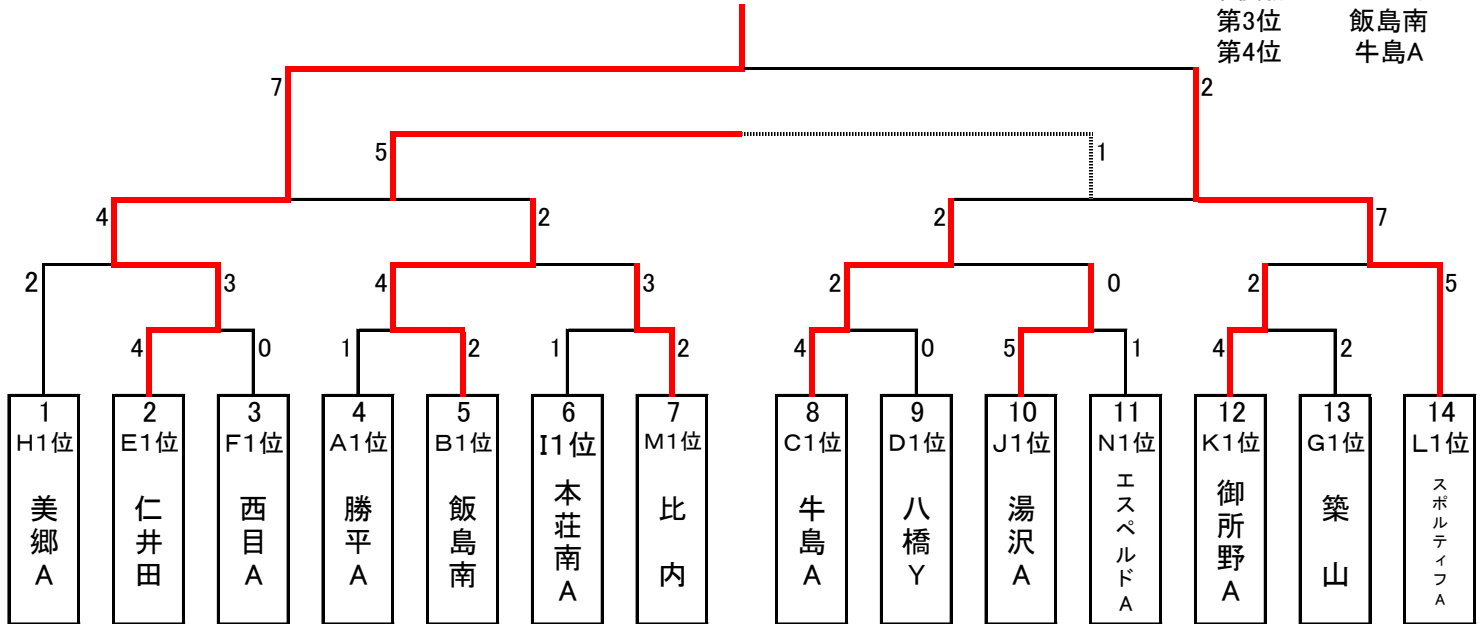 第3位 飯島南
第4位 牛島A
7 2
5 1
4 2 2 7
2 3 4 3 2 0 2 5
4 0 1 2 1 2 4 0 5 1 4 2
1 2 3 4 5 6 7 8 9 10 11 12 13 14
H1位 E1位 F1位 A1位 B1位 I1位 M1位 C1位 D1位 J1位 N1位 K1位 G1位 L1位
美郷A
仁井田
西目A
勝平A
飯島南
本荘南A
比内
牛島A
八橋Y
湯沢A
エスペルドA
御所野A
築山
スポルティフA